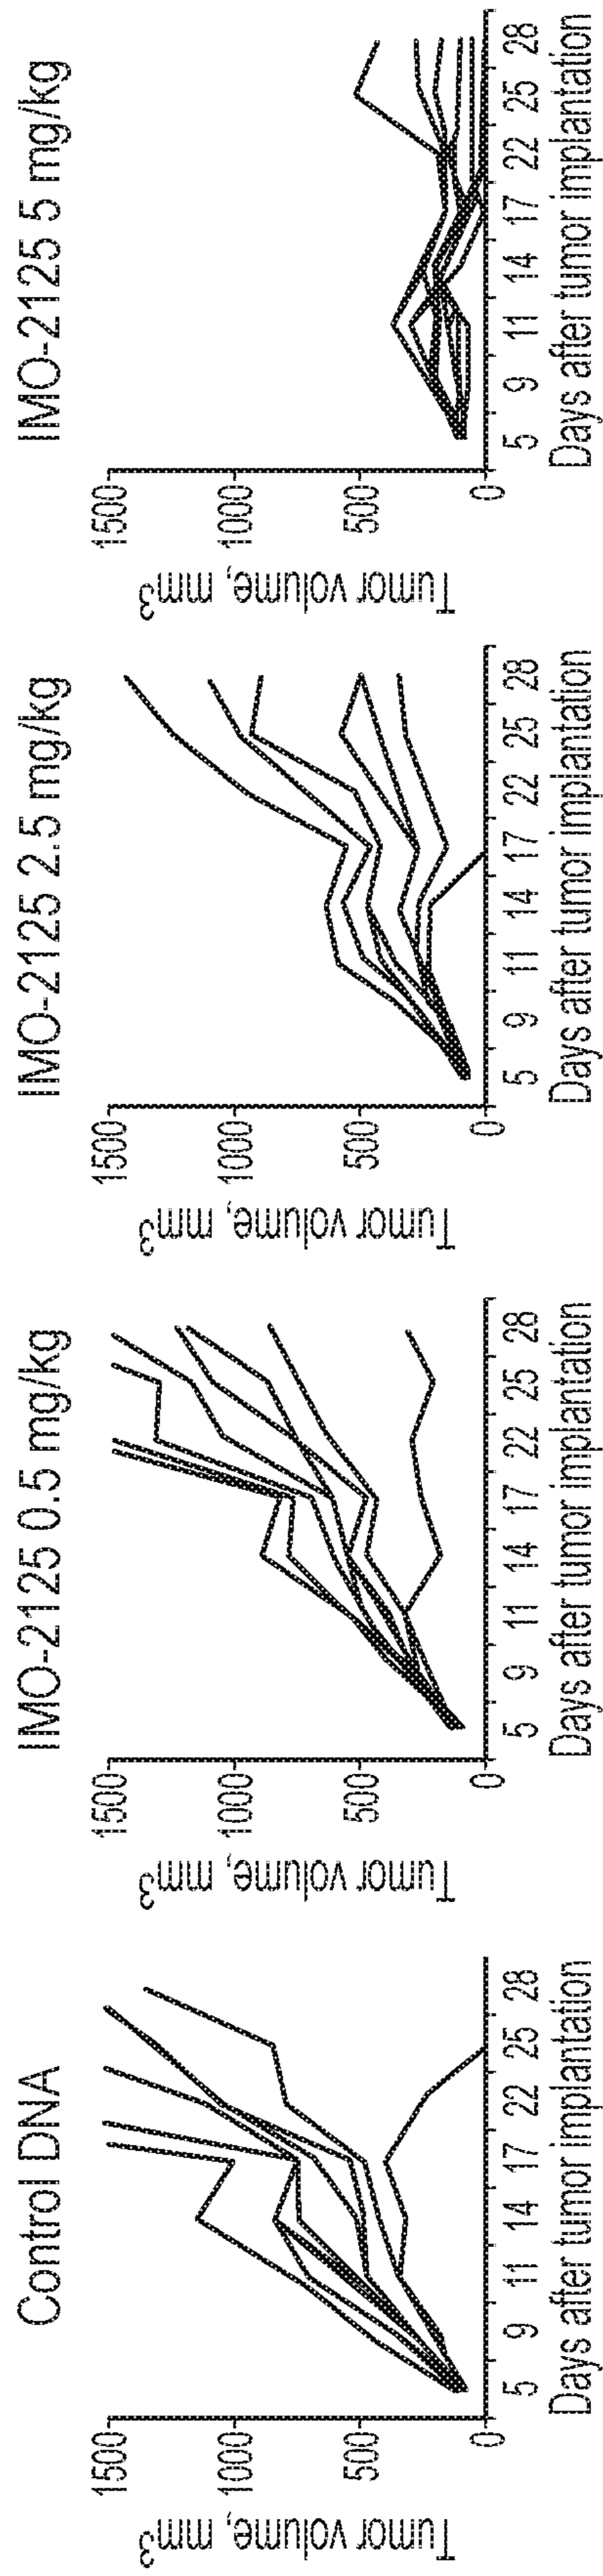 Control DNA
Tumor volume, mm3
1500
1000
500
0
5 9 11 14 17 22 25 28
Days after tumor implantation
IMO-2125 0.5 mg/kg
Tumor volume, mm3
1500
1000
500
0
5 9 11 14 17 22 25 28
Days after tumor implantation
IMO-2125 2.5 mg/kg
Tumor volume, mm3
1500
1000
500
0
5 9 11 14 17 22 25 28
Days after tumor implantation
IMO-2125 5 mg/kg
Tumor volume, mm3
1500
1000
500
0
5 9 11 14 17 22 25 28
Days after tumor implantation